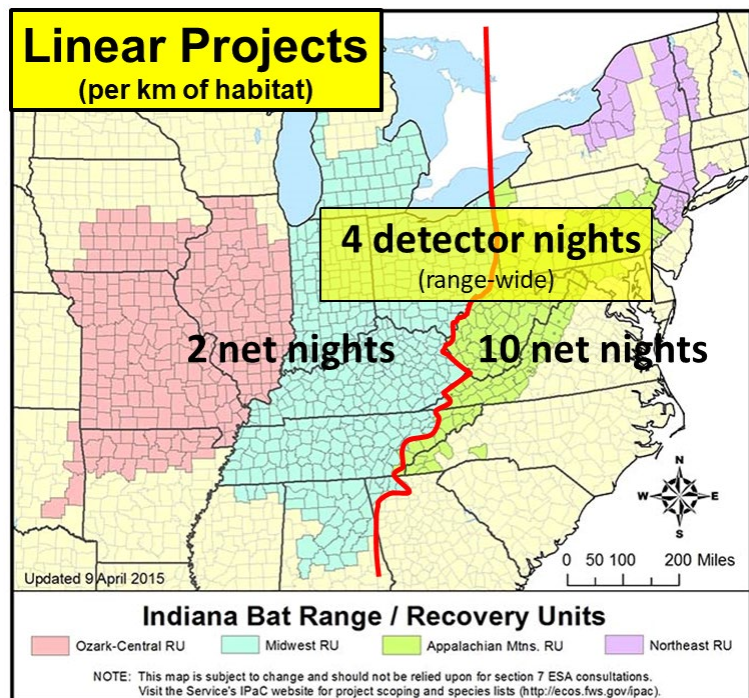 Linear Projects
(per km of habitat)
4 detector nights
(range-wide)
2 net nights
10 net nights
N
W E
S
0 50 100 200 Miles
Updated 9 April 2015
Indiana Bat Range / Recovery Units
Ozark-Central RU Midwest RU Appalachian Mtns. RU Northeast RU
NOTE: This map is subject to change and should not be relied upon for section 7 ESA consultations.
Visit the Service's IPaC website for project scoping and species lists (http://ecos.fws.gov/ipac).